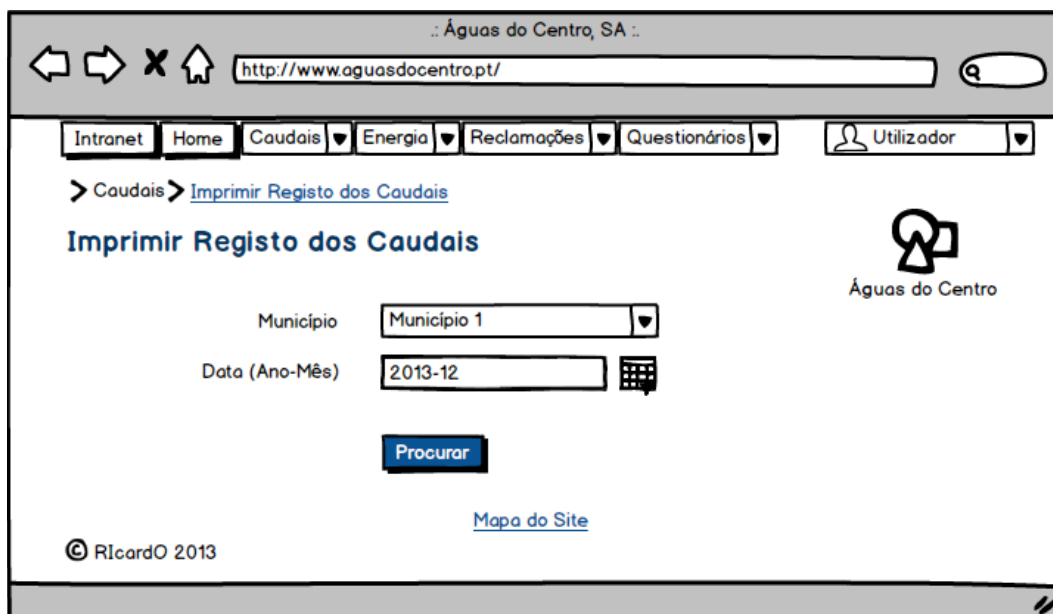 .: Águas do Centro, SA :.
http://www.aguasdocentro.pt/
Intranet Home Caudais Energia Reclamações Questionários Utilizador
Caudais Imprimir Registo dos Caudais
Imprimir Registo dos Caudais
Águas do Centro
Município Município 1
Data (Ano-Mês) 2013-12
Procurar
Mapa do Site
© RIcardO 2013